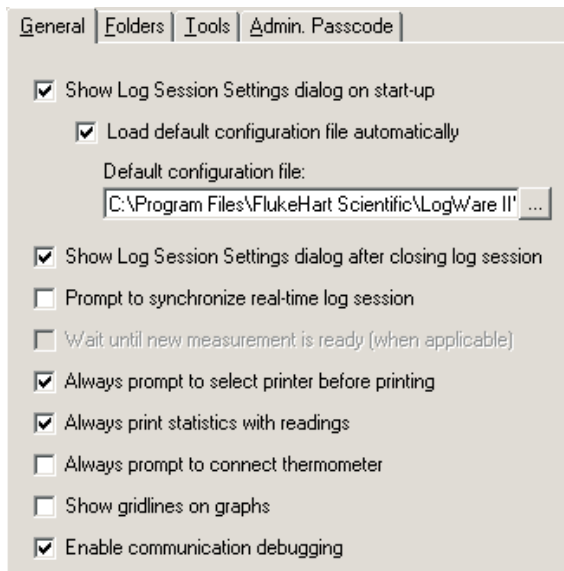 General Folders Tools Admin. Passcode
Show Log Session Settings dialog on start-up
Load default configuration file automatically
Default configuration file:
C:\Program Files\FlukeHart Scientific\LogWare II' ...
Show Log Session Settings dialog after closing log session
Prompt to synchronize real-time log session
Wait until new measurement is ready (when applicable)
Always prompt to select printer before printing
Always print statistics with readings
Always prompt to connect thermometer
Show gridlines on graphs
Enable communication debugging